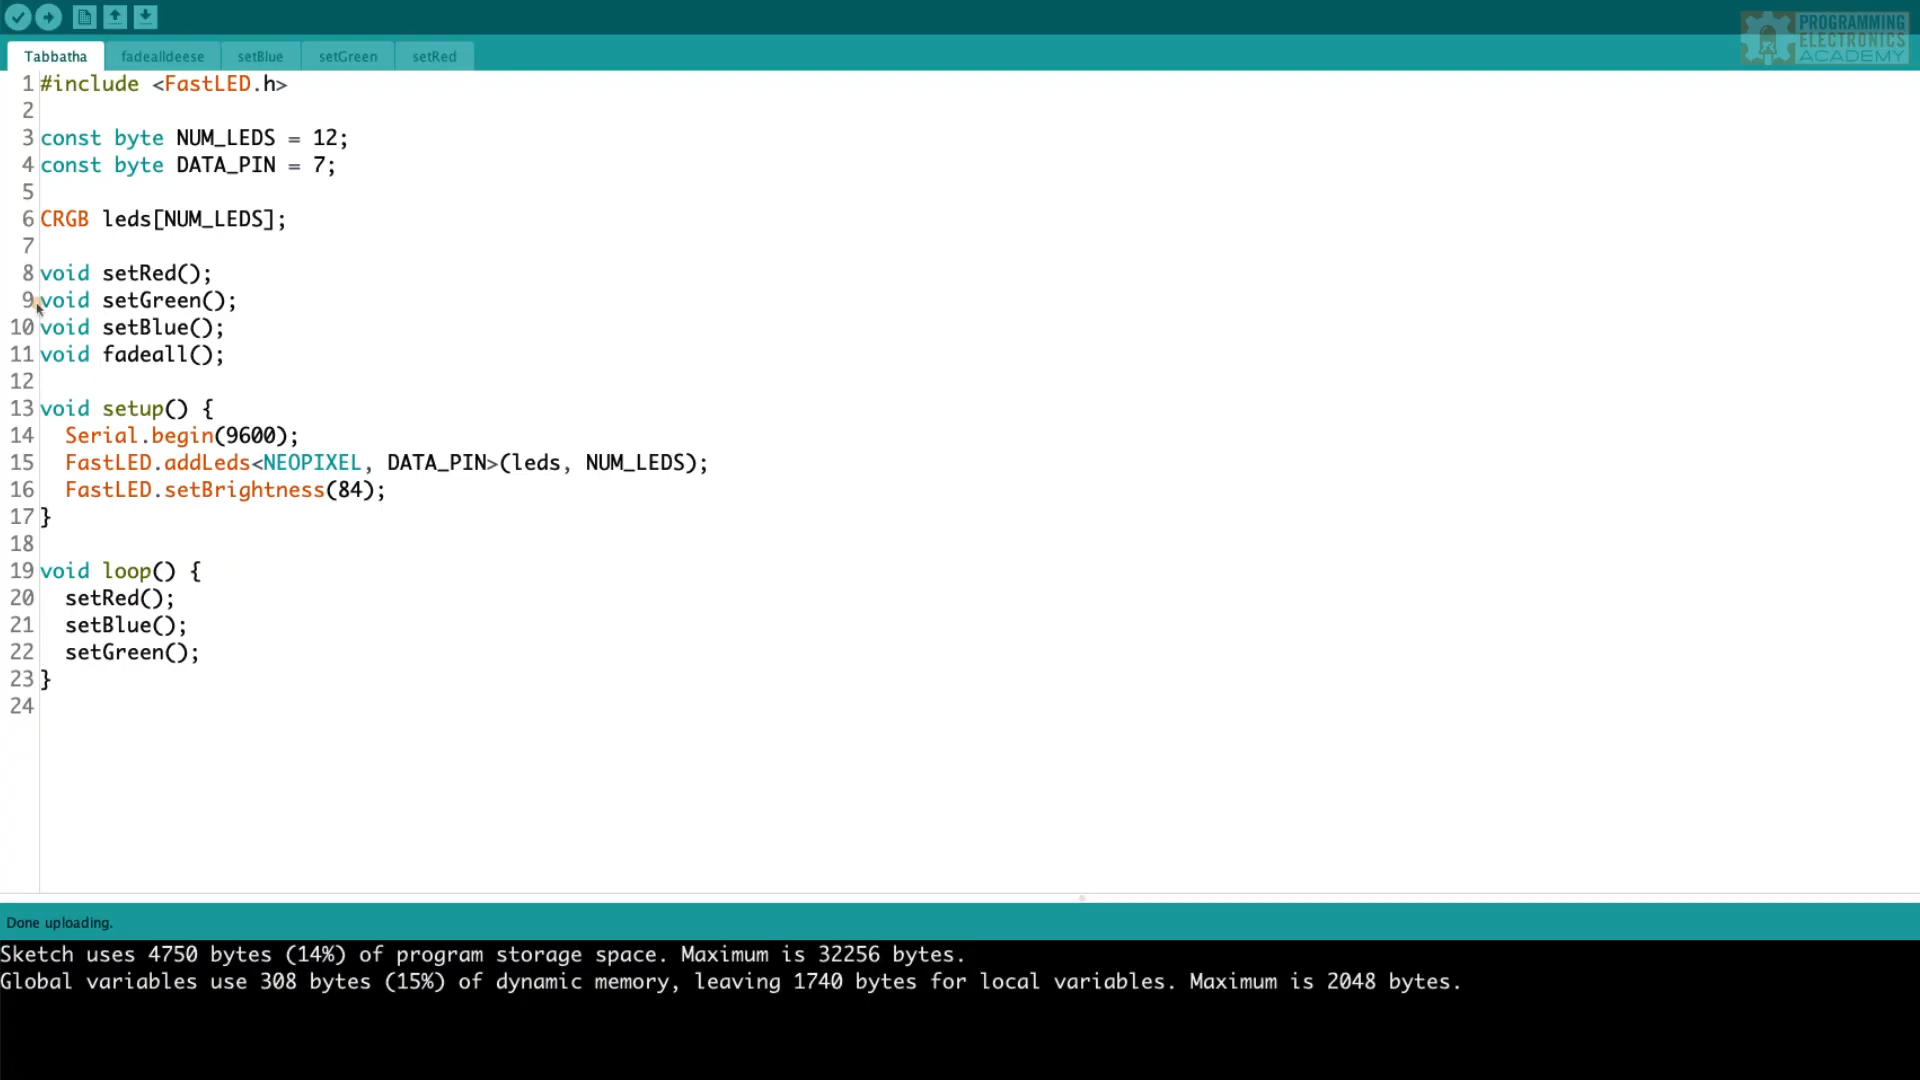 PROGRAMMING
ELECTRONICS
ACADEMY
Tabbatha fadealldeese setBlue setGreen setRed
1 #include <FastLED.h>
2
3 const byte NUM_LEDS = 12;
4 const byte DATA_PIN = 7;
5
6 CRGB leds[NUM_LEDS];
7
8 void setRed();
9 void setGreen();
10 void setBlue();
11 void fadeall();
12
13 void setup() {
14 Serial.begin(9600);
15 FastLED.addLeds<NEOPIXEL, DATA_PIN>(leds, NUM_LEDS);
16 FastLED.setBrightness(84);
17 }
18
19 void loop() {
20 setRed();
21 setBlue();
22 setGreen();
23 }
24
Done uploading.
Sketch uses 4750 bytes (14%) of program storage space. Maximum is 32256 bytes.
Global variables use 308 bytes (15%) of dynamic memory, leaving 1740 bytes for local variables. Maximum is 2048 bytes.